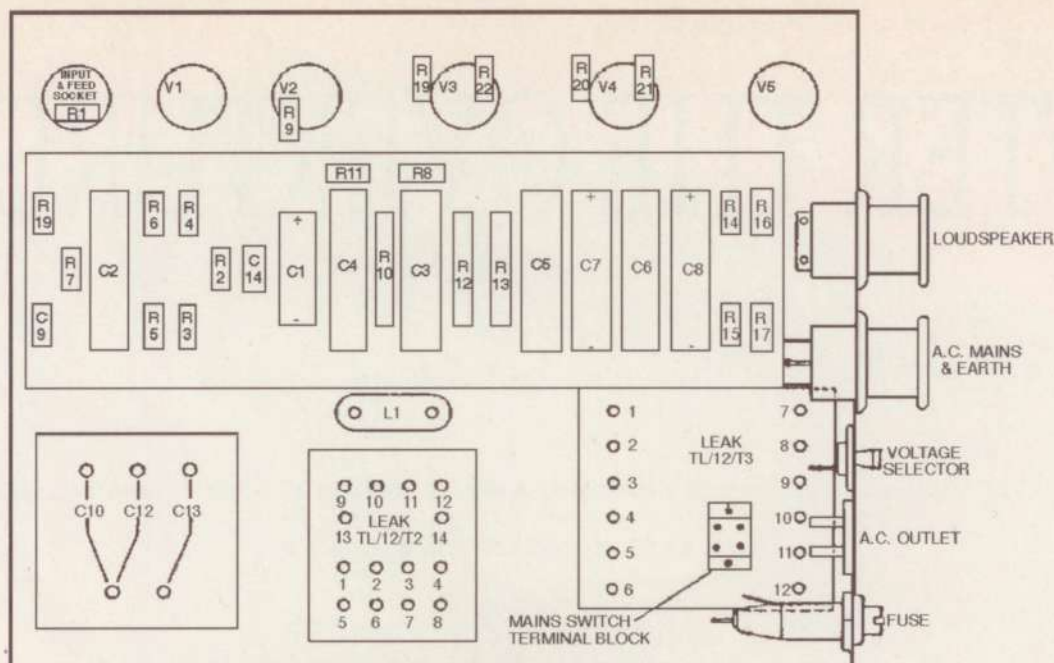 INPUT
& FEED
SOCKET
R1
V1
V2
R
9
R
19
V3
R
22
R
20
V4
R
21
V5
R11
R8
R
19
R
7
C
9
C2
R
6
R
5
R
4
R
3
R
2
C
14
+
C1
-
C4
R
10
C3
R
12
R
13
C5
+
C7
-
C6
+
C8
-
R
14
R
15
R
16
R
17
LOUDSPEAKER
A.C. MAINS
& EARTH
L1
C10
C12
C13
9 10 11 12
13 LEAK 14
TL/12/T2
1 2 3 4
5 6 7 8
1 7
2 LEAK 8
TL/12/T3
3 9
4 10
5 11
6 12
VOLTAGE
SELECTOR
A.C. OUTLET
MAINS SWITCH
TERMINAL BLOCK
FUSE